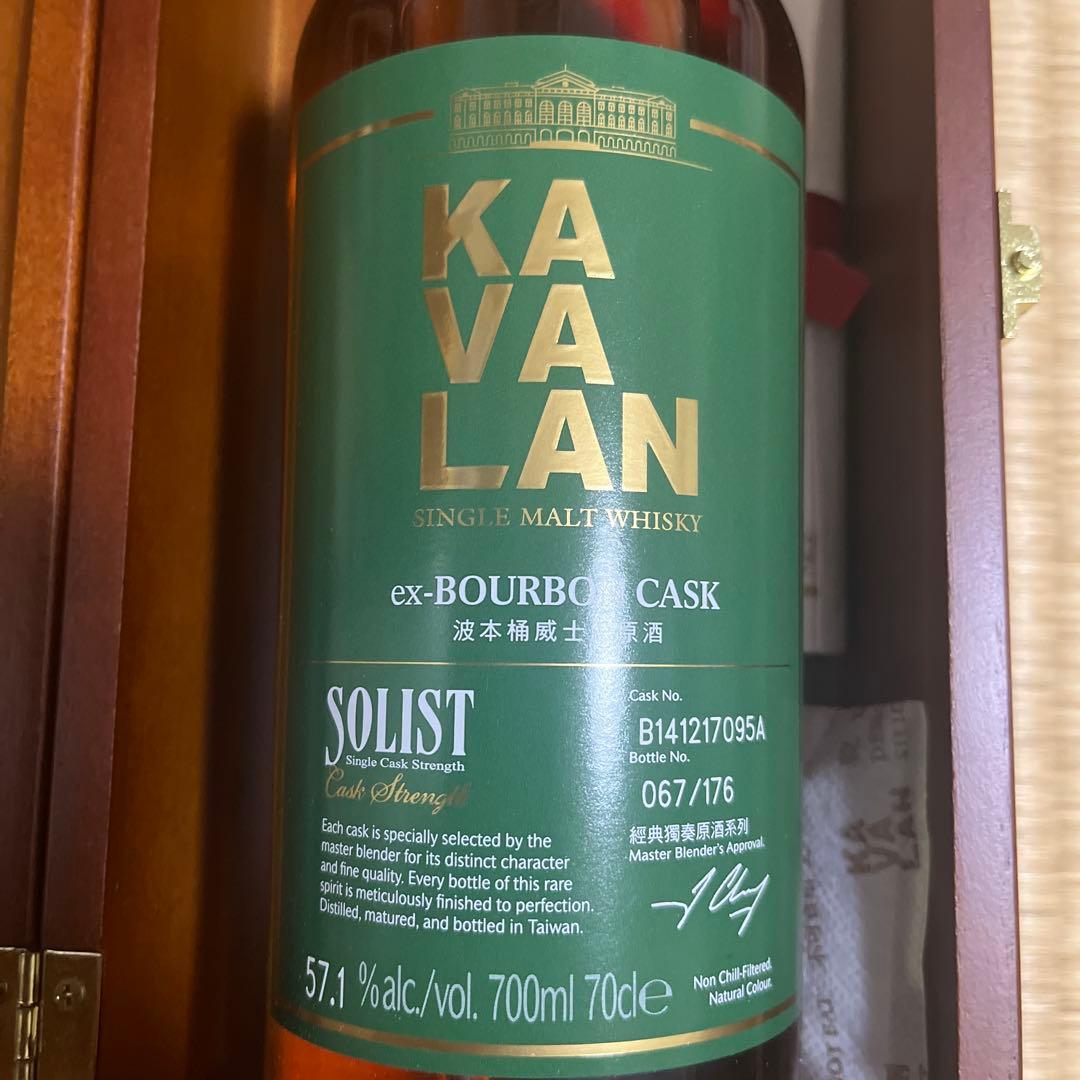 KA
VA
LAN
SINGLE MALT WHISKY
ex-BOURBON CASK
波本桶威士 原酒
SOLIST
Single Cask Strength
Cask Strength
Each cask is specially selected by the
master blender for its distinct character
and fine quality. Every bottle of this rare
spirit is meticulously finished to perfection.
Distilled, matured, and bottled in Taiwan.
Cask No.
B141217095A
Bottle No.
067/176
經典獨奏原酒系列
Master Blender's Approval.
57.1 %alc./vol. 700ml 70cl e
Non Chill-Filtered.
Natural Colour.
KA
VA
LAN